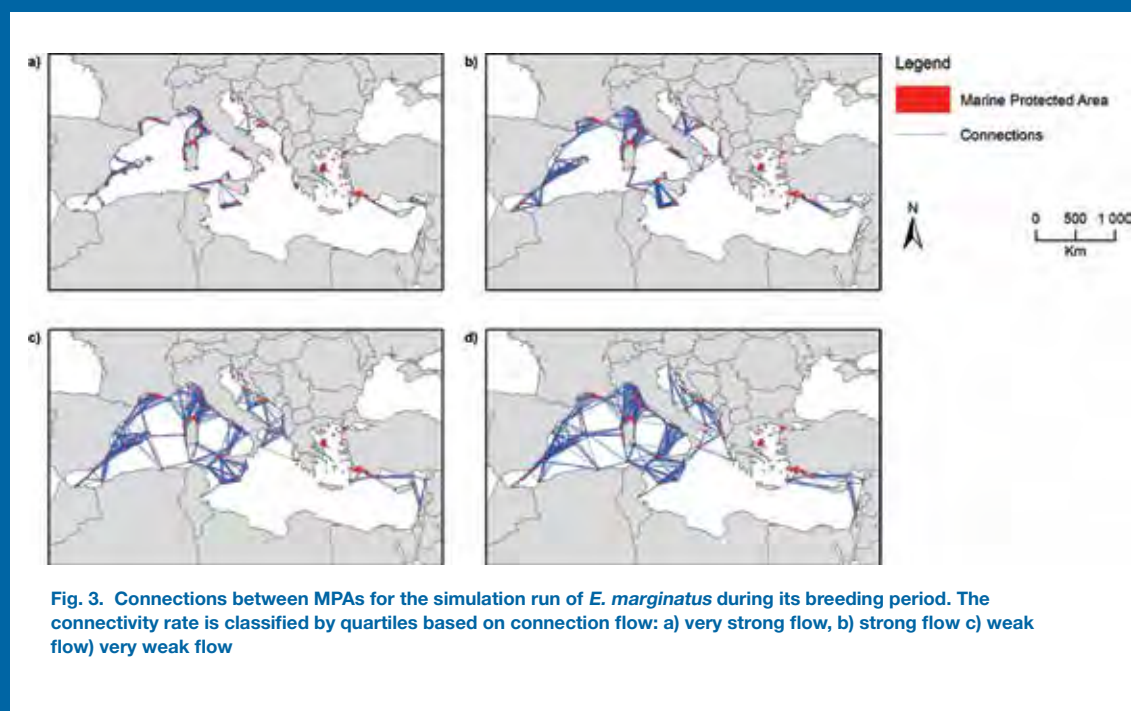 a)
b)
Legend
Marine Protected Area
Connections
N
0 500 1 000
Km
c)
d)
Fig. 3. Connections between MPAs for the simulation run of E. marginatus during its breeding period. The
connectivity rate is classified by quartiles based on connection flow: a) very strong flow, b) strong flow c) weak
flow) very weak flow